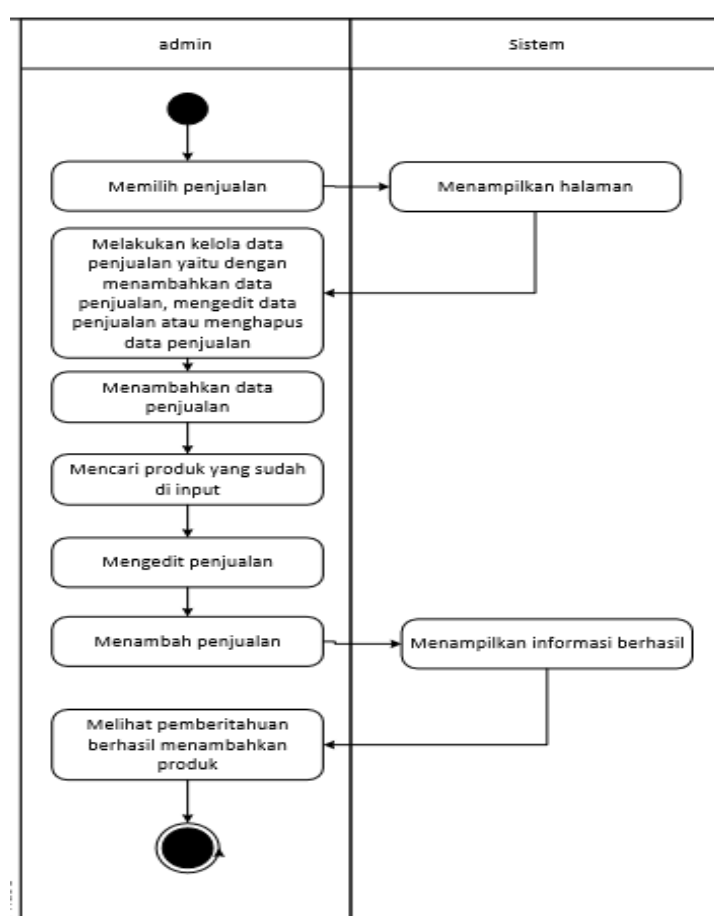 admin
Sistem
Memilih penjualan
Menampilkan halaman
Melakukan kelola data
penjualan yaitu dengan
menambahkan data
penjualan, mengedit data
penjualan atau menghapus
data penjualan
Menambahkan data
penjualan
Mencari produk yang sudah
di input
Mengedit penjualan
Menambah penjualan
Menampilkan informasi berhasil
Melihat pemberitahuan
berhasil menambahkan
produk